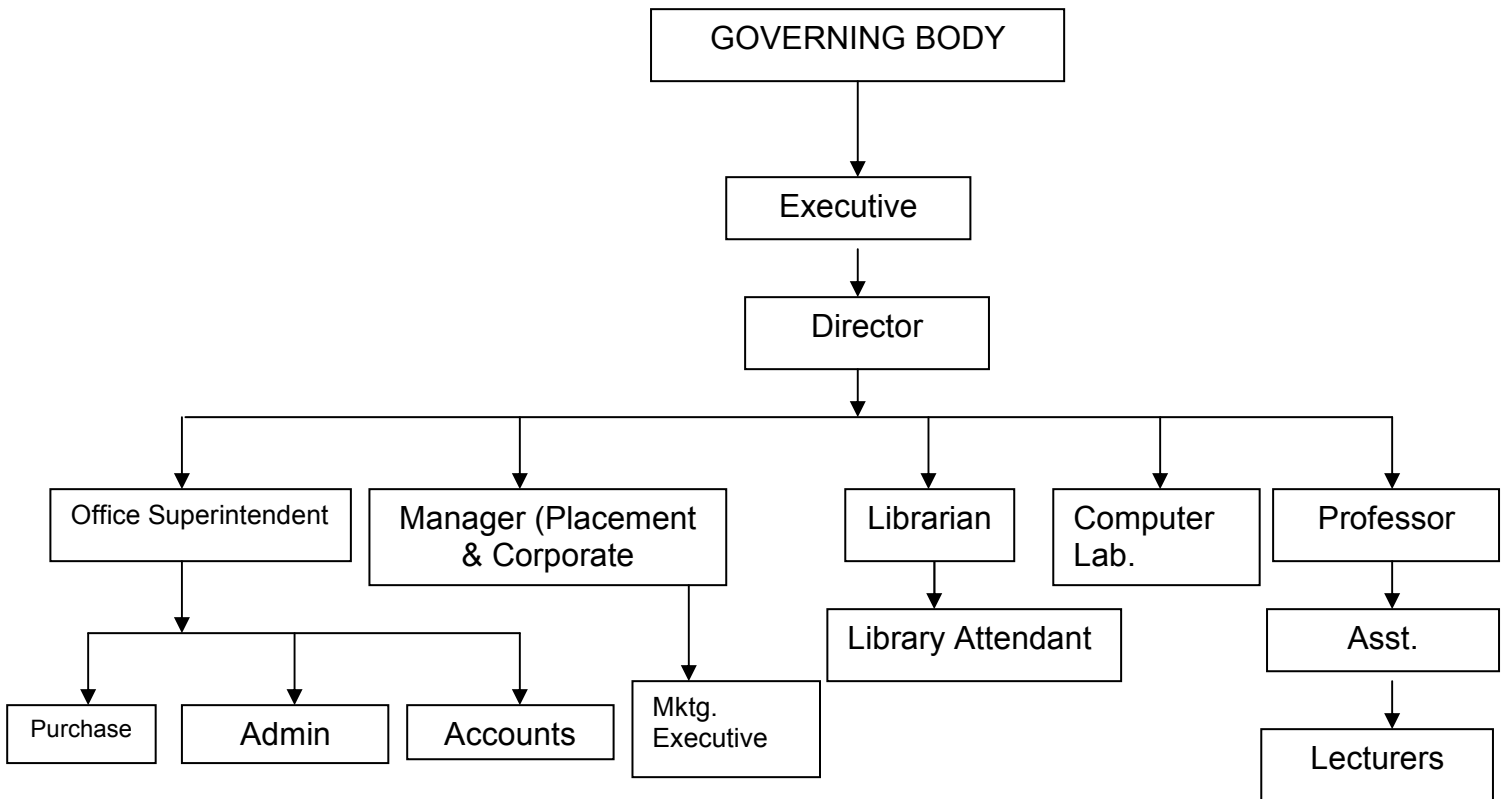 GOVERNING BODY
Executive
Director
Office Superintendent
Manager (Placement
& Corporate
Librarian
Computer
Lab.
Professor
Library Attendant
Asst.
Purchase
Admin
Accounts
Mktg.
Executive
Lecturers